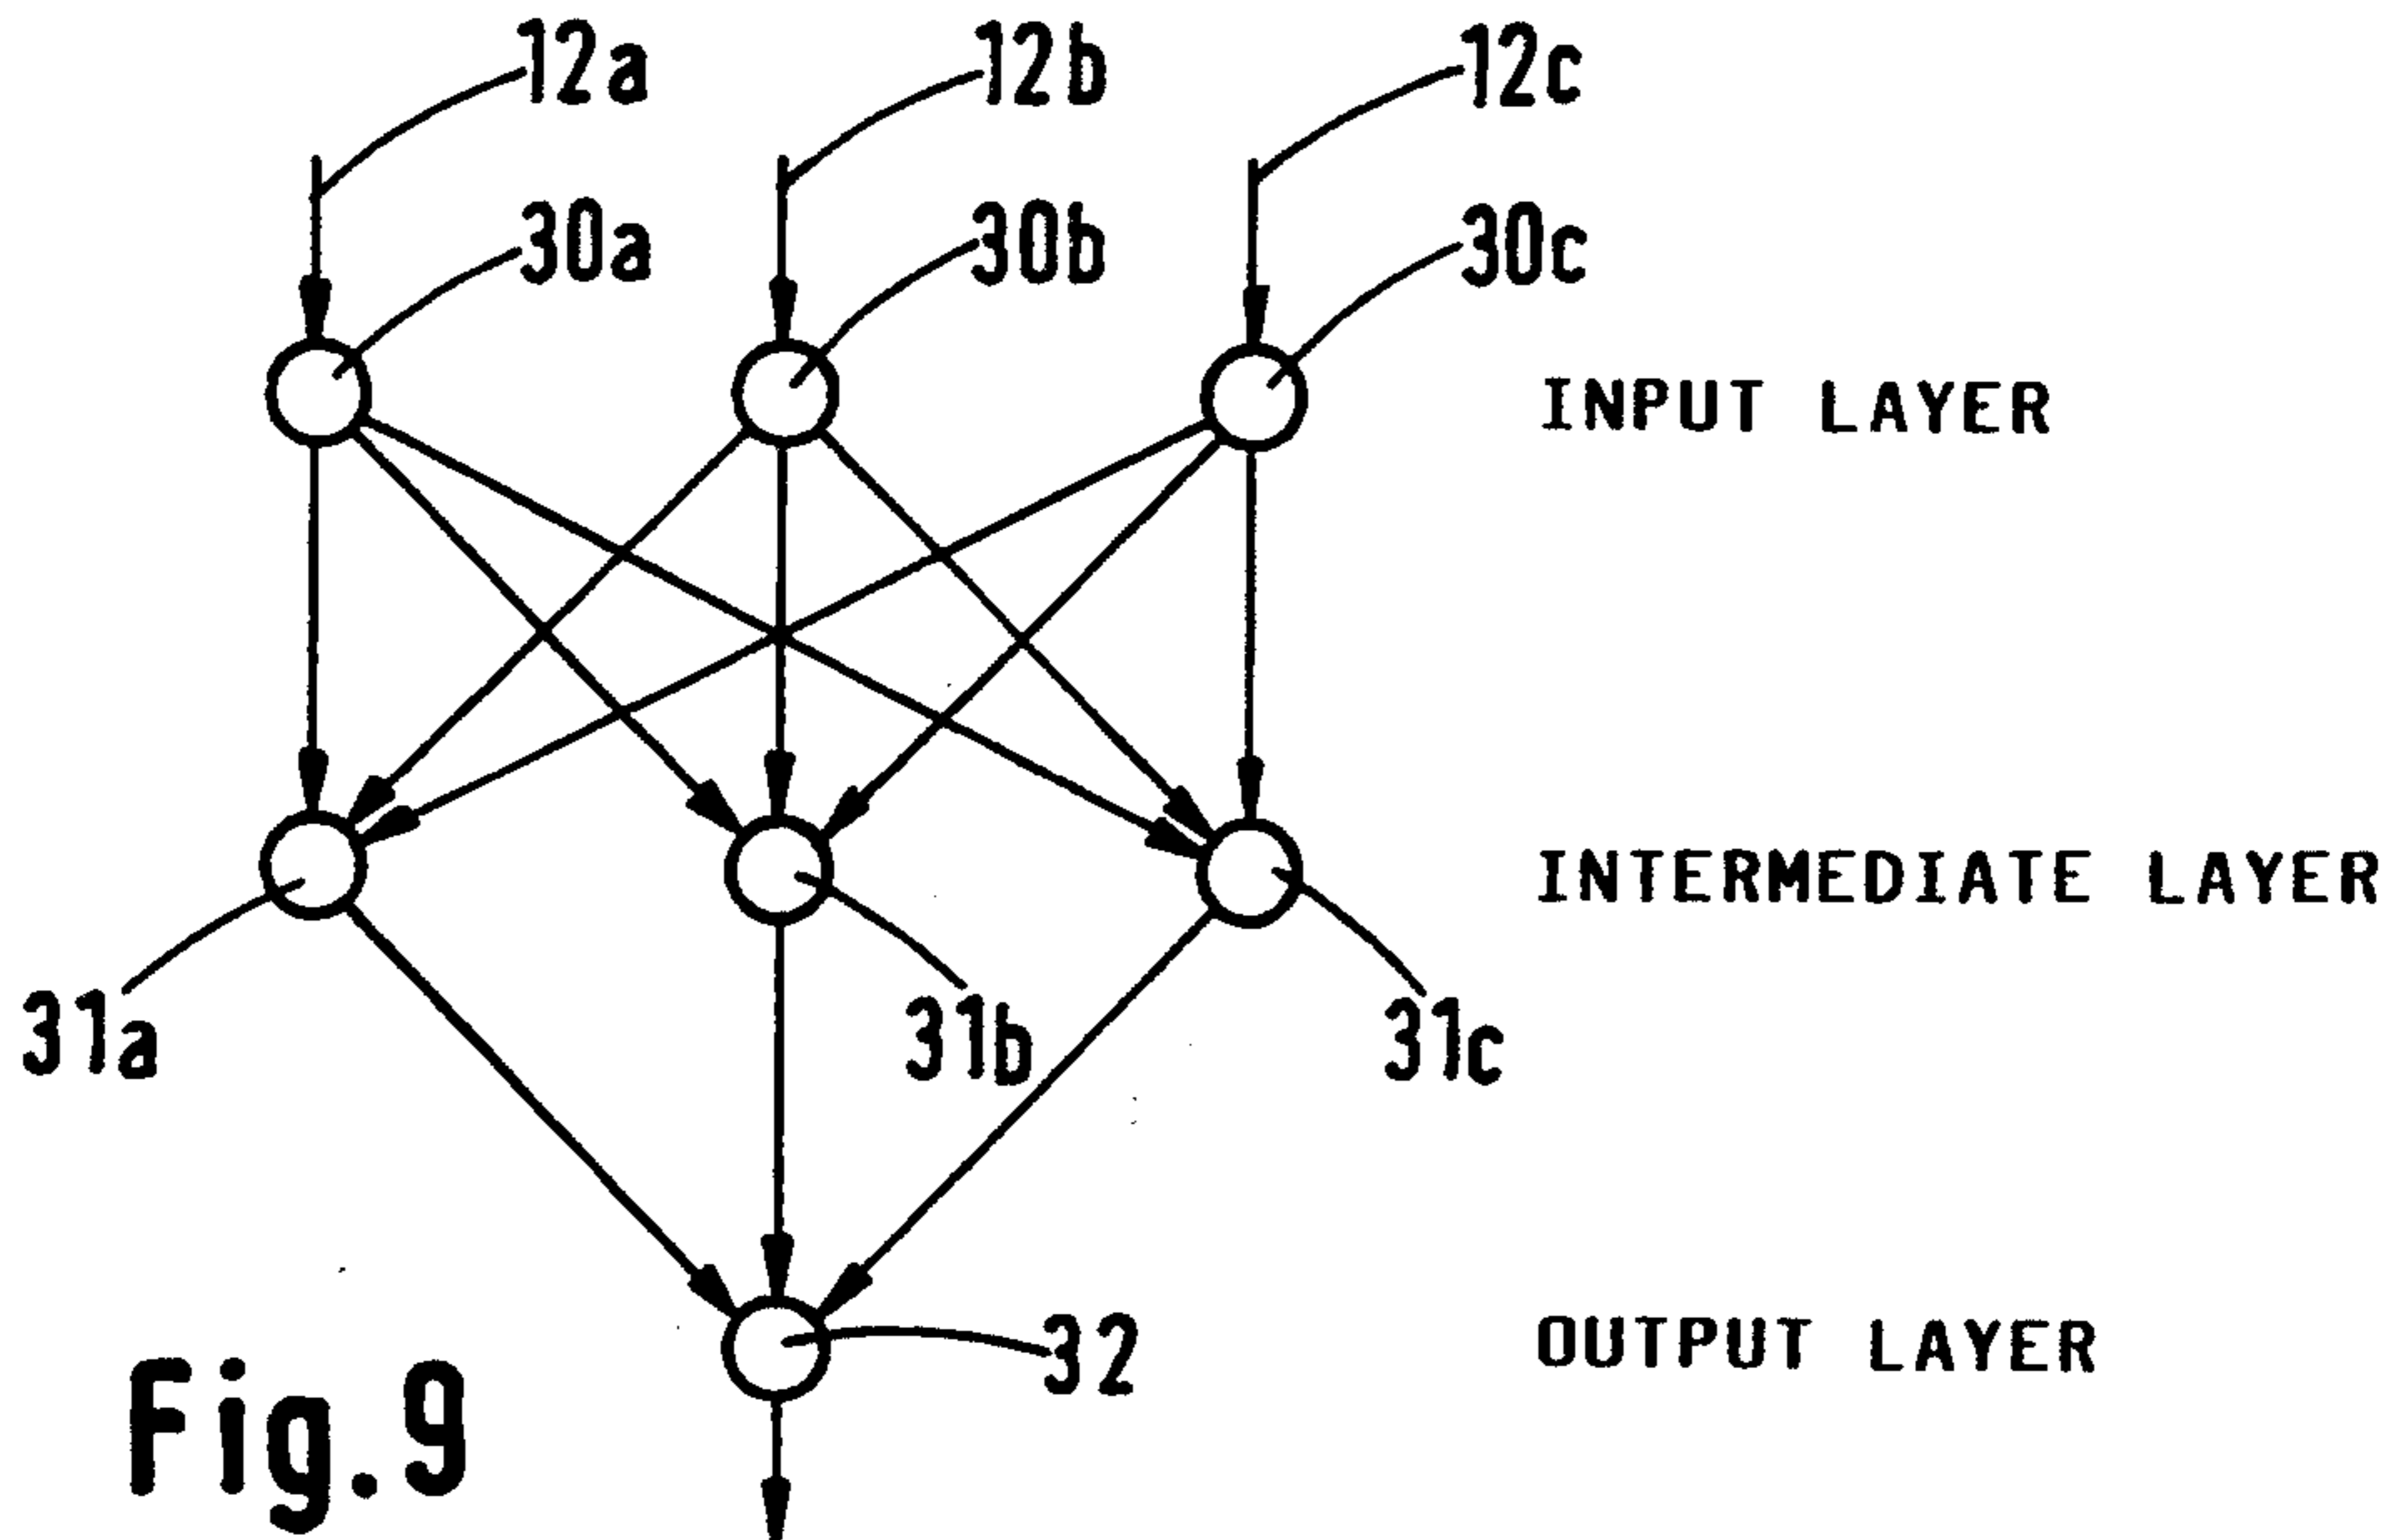 12a 12b 12c
30a 30b 30c
INPUT LAYER
INTERMEDIATE LAYER
31a 31b 31c
OUTPUT LAYER
32
Fig.9